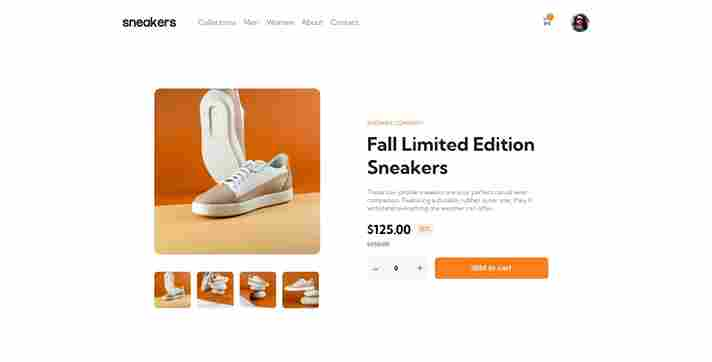 sneakers
Collections Men Women About Contact
SNEAKER COMPANY
Fall Limited Edition
Sneakers
These low-profile sneakers are your perfect casual wear
companion. Featuring a durable rubber outer sole, they'll
withstand everything the weather can offer.
$125.00 50%
$250.00
0
Add to cart